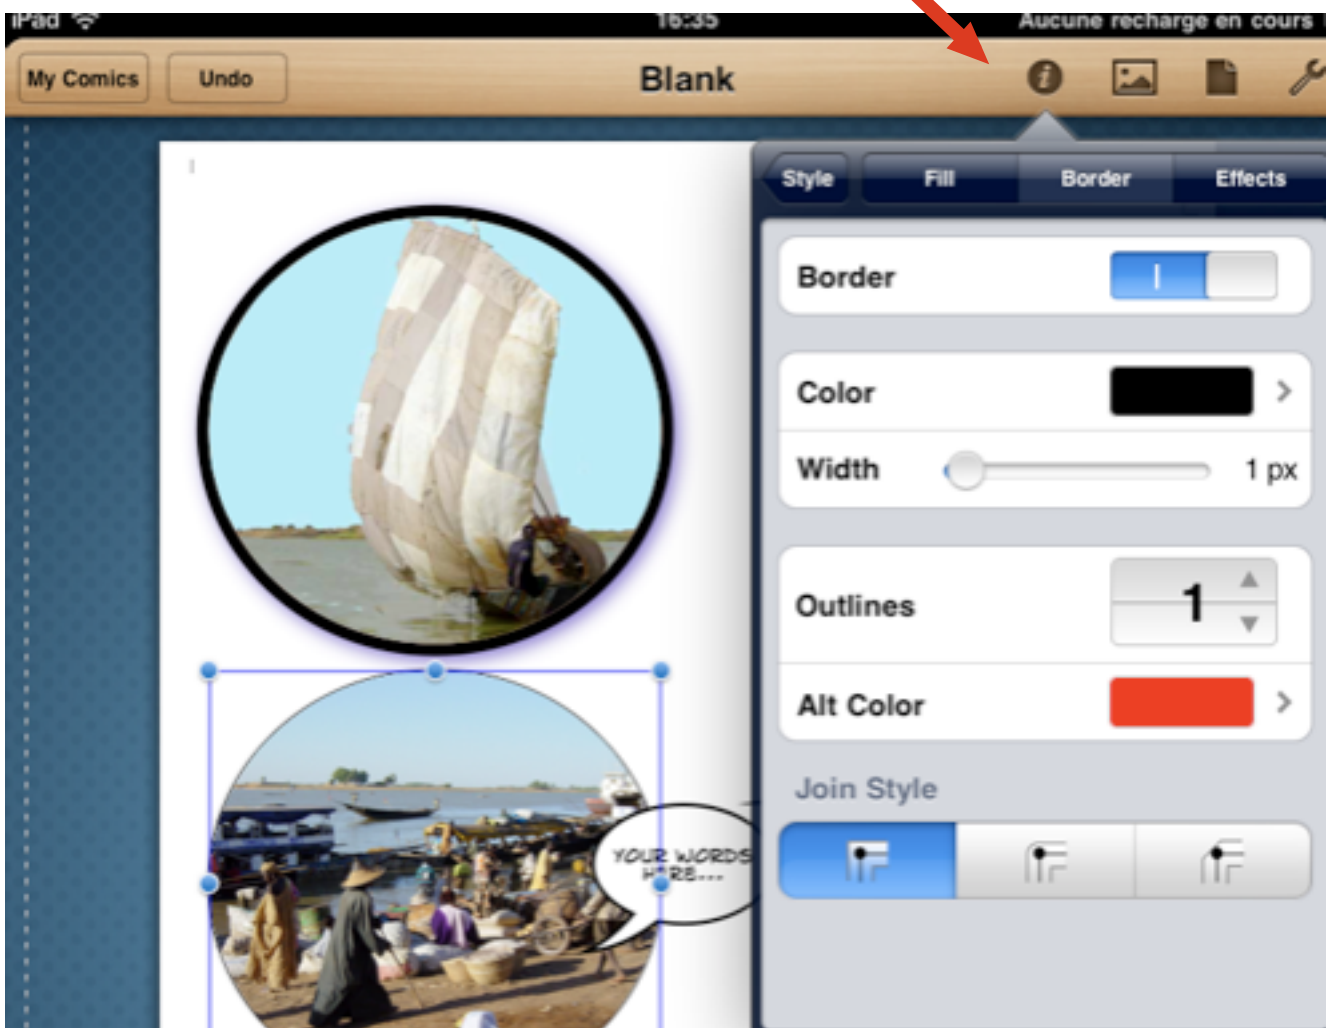 iPad
16:35
Aucune recharge en cours
My Comics
Undo
Blank
Style
Fill
Border
Effects
Border
Color
Width
1 px
Outlines
1
Alt Color
Join Style
YOUR WORDS
HERE...